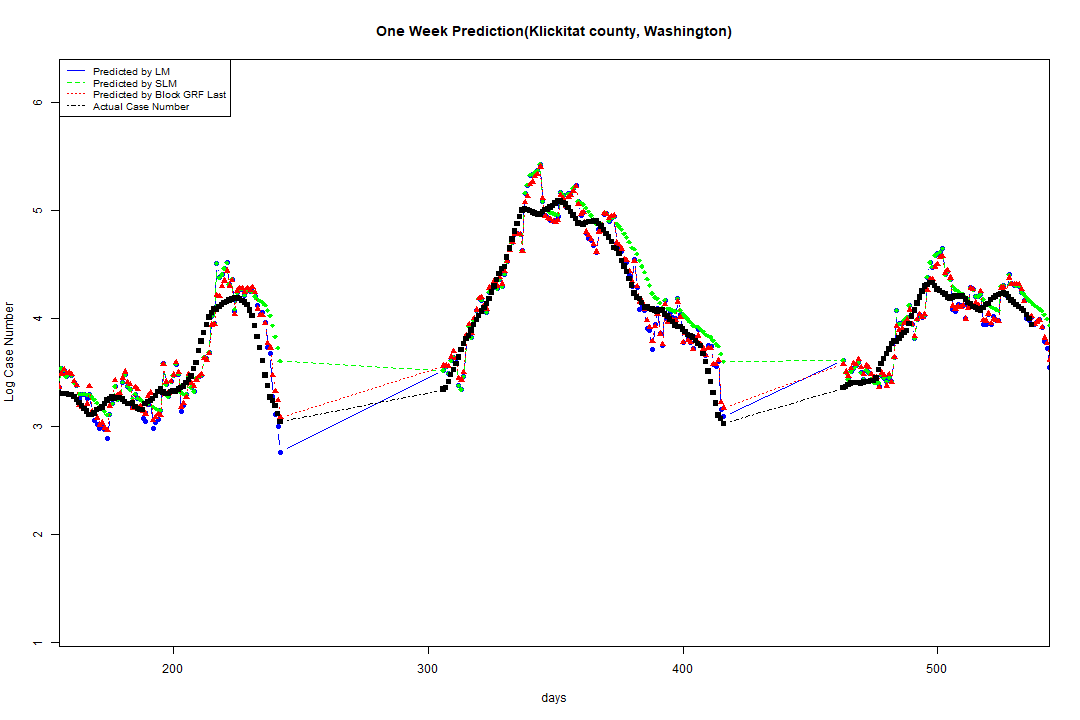 One Week Prediction(Klickitat county, Washington)
Predicted by LM
Predicted by SLM
Predicted by Block GRF Last
Actual Case Number
6
5
4
3
2
1
Log Case Number
200 300 400 500
days